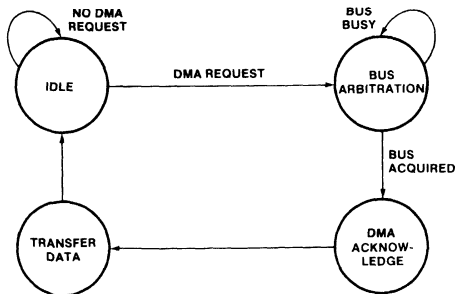 NO DMA
REQUEST
BUS
BUSY
IDLE
DMA REQUEST
BUS
ARBITRATION
BUS
ACQUIRED
TRANSFER
DATA
DMA
ACKNOW-
LEDGE